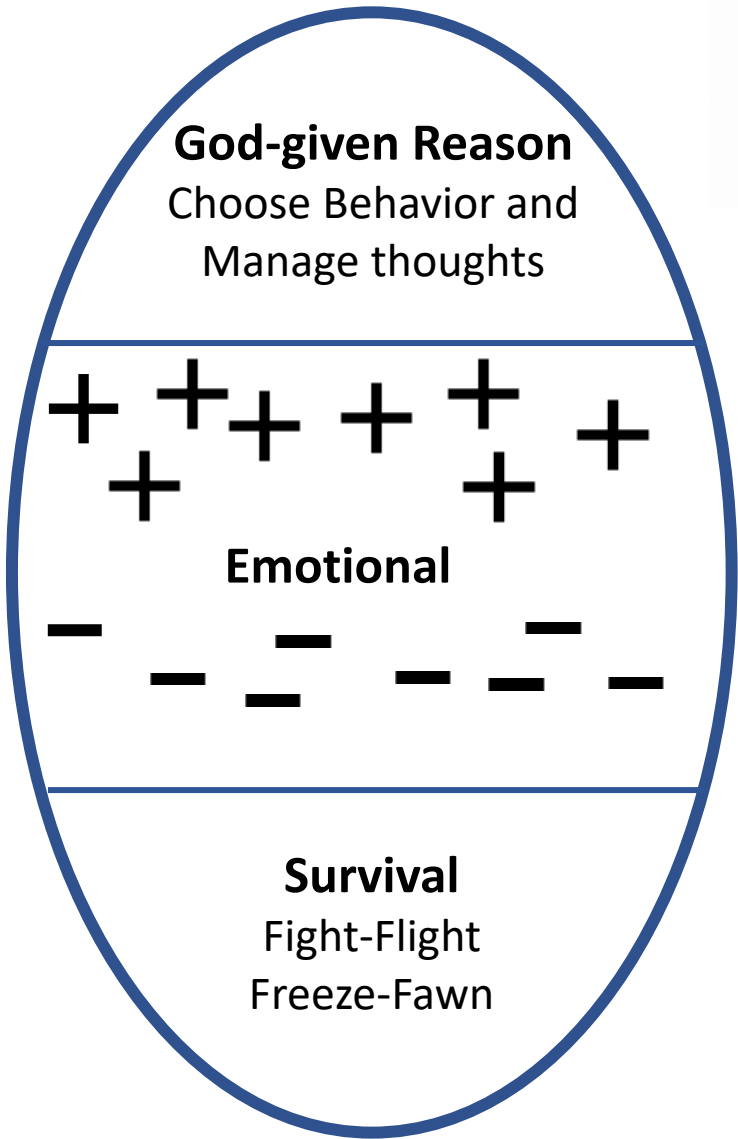 God-given Reason
Choose Behavior and
Manage thoughts
Emotional
Survival
Fight-Flight
Freeze-Fawn